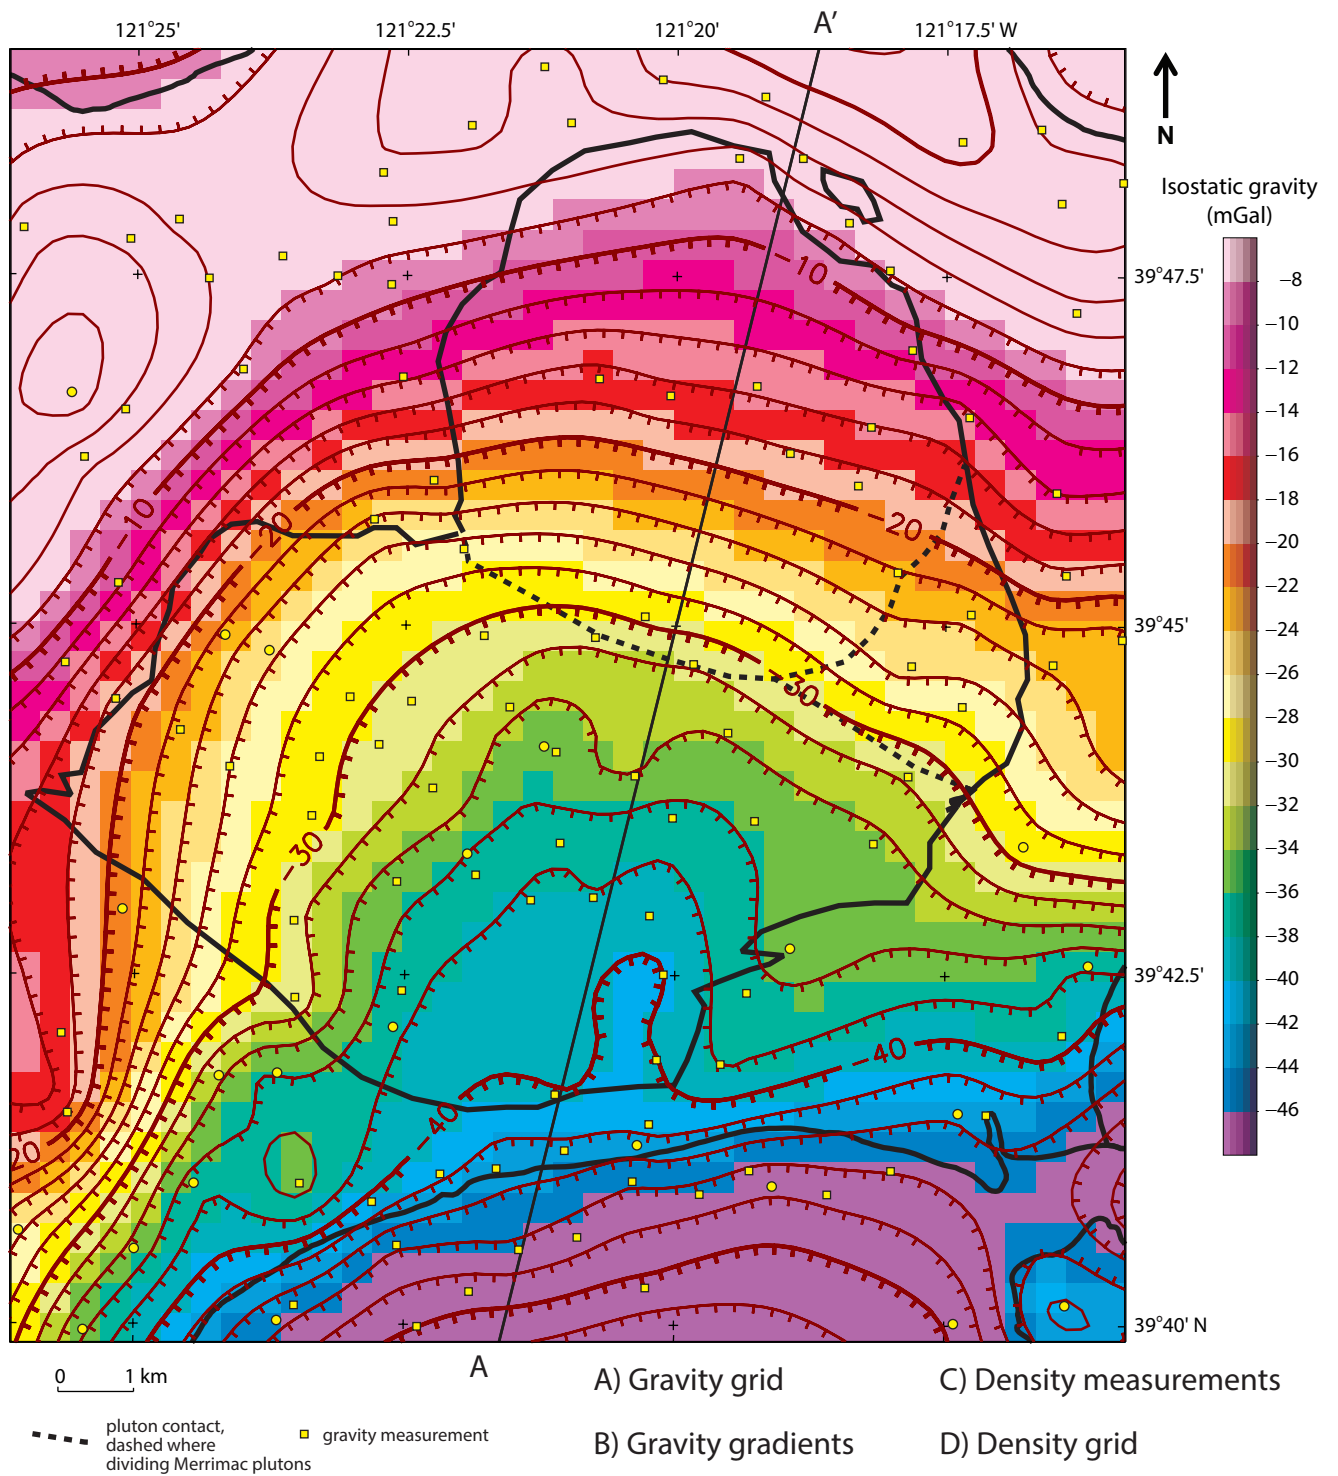 121°25'
121°22.5'
121°20'
A'
121°17.5' W
N
Isostatic gravity
(mGal)
−8
−10
−12
−14
−16
−18
−20
−22
−24
−26
−28
−30
−32
−34
−36
−38
−40
−42
−44
−46
39°47.5'
39°45'
39°42.5'
39°40' N
−10
−10
−20
−20
−30
−30
−40
−40
20
A
0 1 km
pluton contact,
dashed where
dividing Merrimac plutons
gravity measurement
A) Gravity grid
B) Gravity gradients
C) Density measurements
D) Density grid